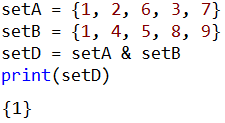 setA = {1, 2, 6, 3, 7}
setB = {1, 4, 5, 8, 9}
setD = setA & setB
print(setD)
{1}